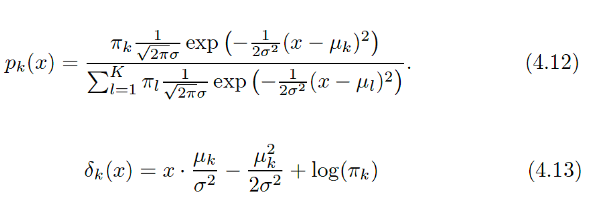 p_k(x) = \frac{\pi_k \frac{1}{\sqrt{2\pi}\sigma} \exp\left(-\frac{1}{2\sigma^2}(x - \mu_k)^2\right)}{\sum_{l=1}^{K} \pi_l \frac{1}{\sqrt{2\pi}\sigma} \exp\left(-\frac{1}{2\sigma^2}(x - \mu_l)^2\right)}. (4.12)
\delta_k(x) = x \cdot \frac{\mu_k}{\sigma^2} - \frac{\mu_k^2}{2\sigma^2} + \log(\pi_k) (4.13)